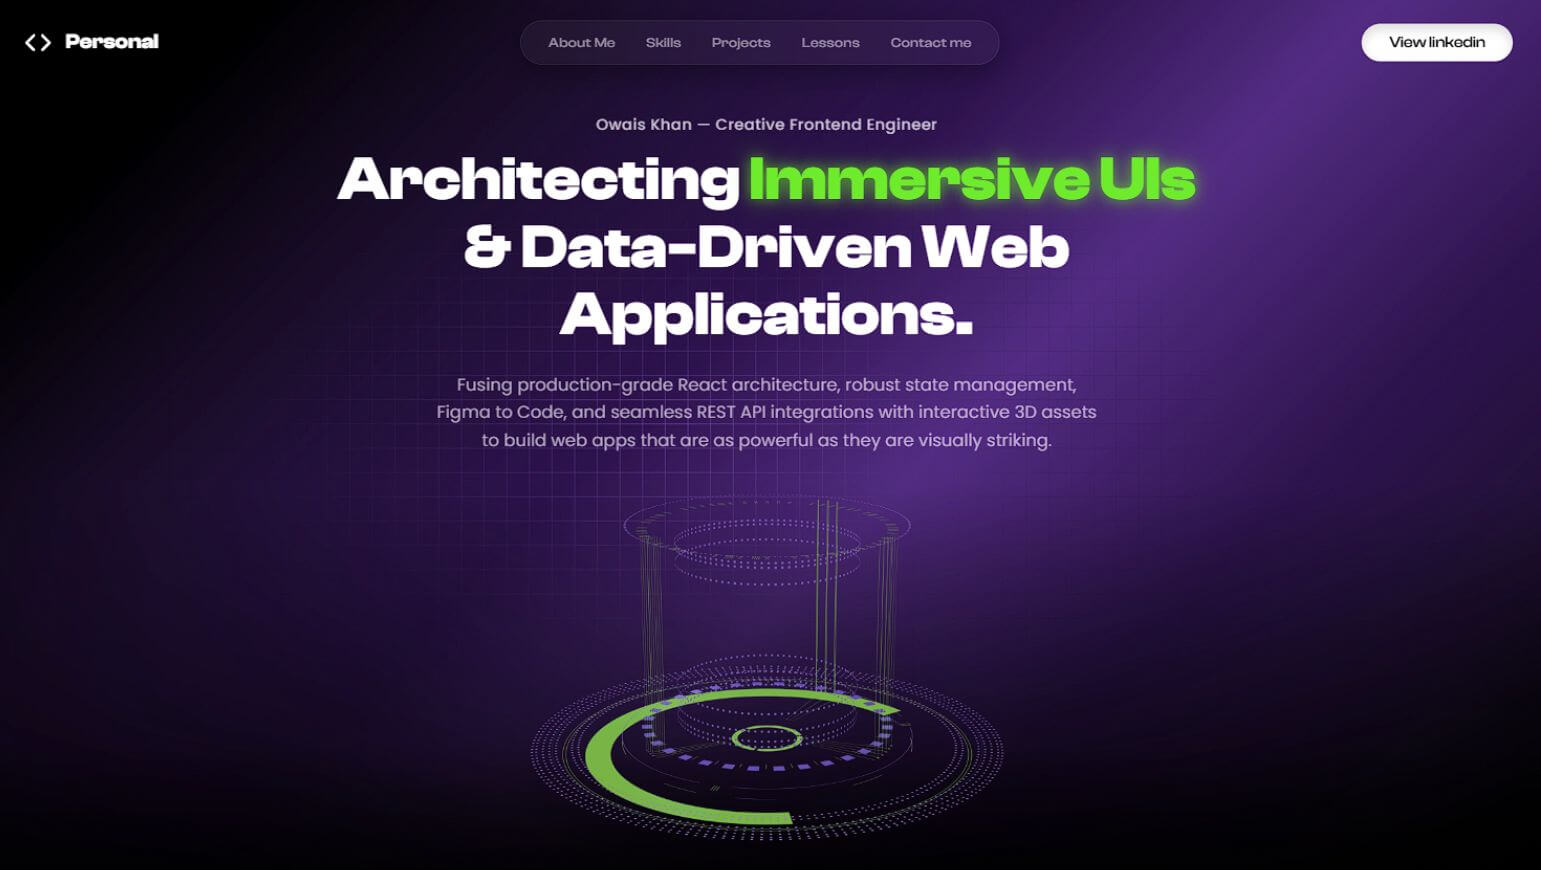 Personal
About Me
Skills
Projects
Lessons
Contact me
View linkedin
Owais Khan — Creative Frontend Engineer
Architecting Immersive UIs
& Data-Driven Web
Applications.
Fusing production-grade React architecture, robust state management,
Figma to Code, and seamless REST API integrations with interactive 3D assets
to build web apps that are as powerful as they are visually striking.